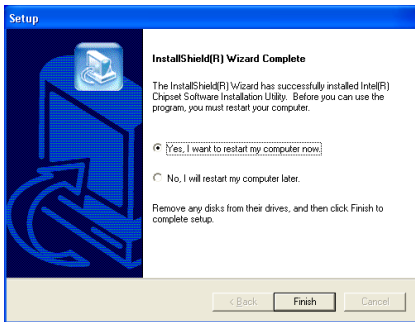 Setup
InstallShield(R) Wizard Complete
The InstallShield(R) Wizard has successfully installed Intel(R)
Chipset Software Installation Utility. Before you can use the
program, you must restart your computer.
Yes, I want to restart my computer now.
No, I will restart my computer later.
Remove any disks from their drives, and then click Finish to
complete setup.
< Back Finish Cancel